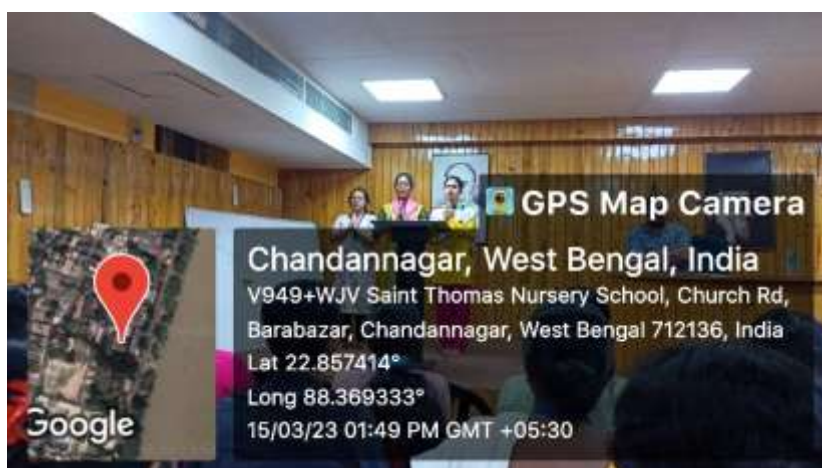 GPS Map Camera
Chandannagar, West Bengal, India
V949+WJV Saint Thomas Nursery School, Church Rd,
Barabazar, Chandannagar, West Bengal 712136, India
Lat 22.857414°
Long 88.369333°
15/03/23 01:49 PM GMT +05:30
Google